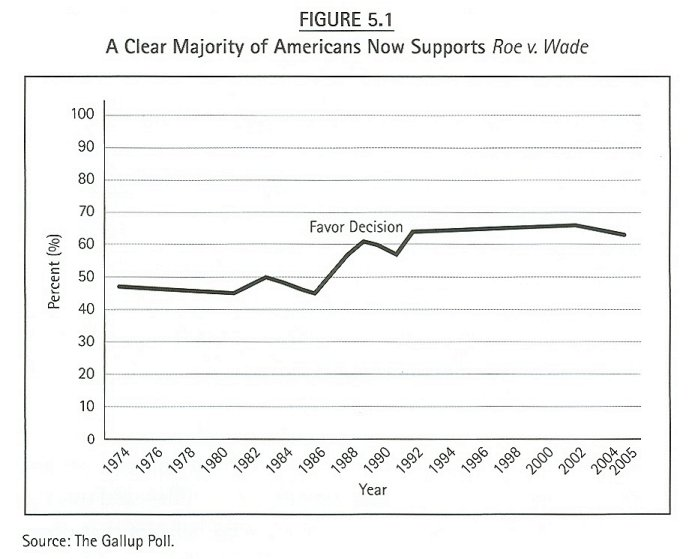 FIGURE 5.1
A Clear Majority of Americans Now Supports Roe v. Wade
100
90
80
70
60
50
40
30
20
10
0
Percent (%)
Favor Decision
1974 1976 1978 1980 1982 1984 1986 1988 1990 1992 1994 1996 1998 2000 2002 2004 2005
Year
Source: The Gallup Poll.